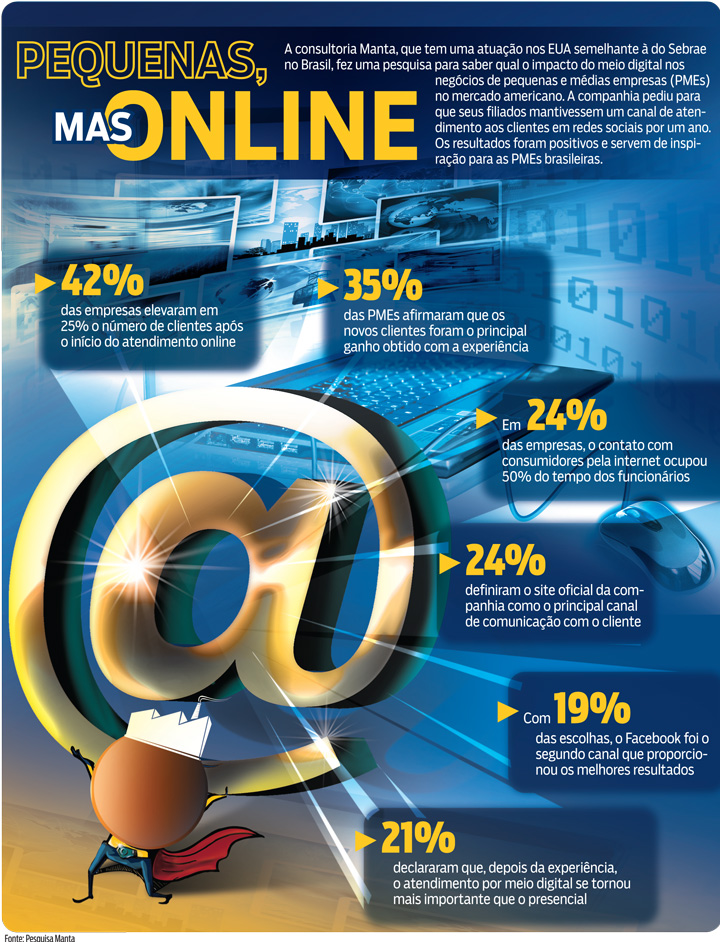 PEQUENAS,
MAS ONLINE
A consultoria Manta, que tem uma atuação nos EUA semelhante à do Sebrae
no Brasil, fez uma pesquisa para saber qual o impacto do meio digital nos
negócios de pequenas e médias empresas (PMEs)
no mercado americano. A companhia pediu para
que seus filiados mantivessem um canal de aten-
dimento aos clientes em redes sociais por um ano.
Os resultados foram positivos e servem de inspi-
ração para as PMEs brasileiras.
42%
das empresas elevaram em
25% o número de clientes após
o início do atendimento online
35%
das PMEs afirmaram que os
novos clientes foram o principal
ganho obtido com a experiência
Em 24%
das empresas, o contato com
consumidores pela internet ocupou
50% do tempo dos funcionários
24%
definiram o site oficial da com-
panhia como o principal canal
de comunicação com o cliente
Com 19%
das escolhas, o Facebook foi o
segundo canal que proporcio-
nou os melhores resultados
21%
declararam que, depois da experiência,
o atendimento por meio digital se tornou
mais importante que o presencial
Fonte: Pesquisa Manta